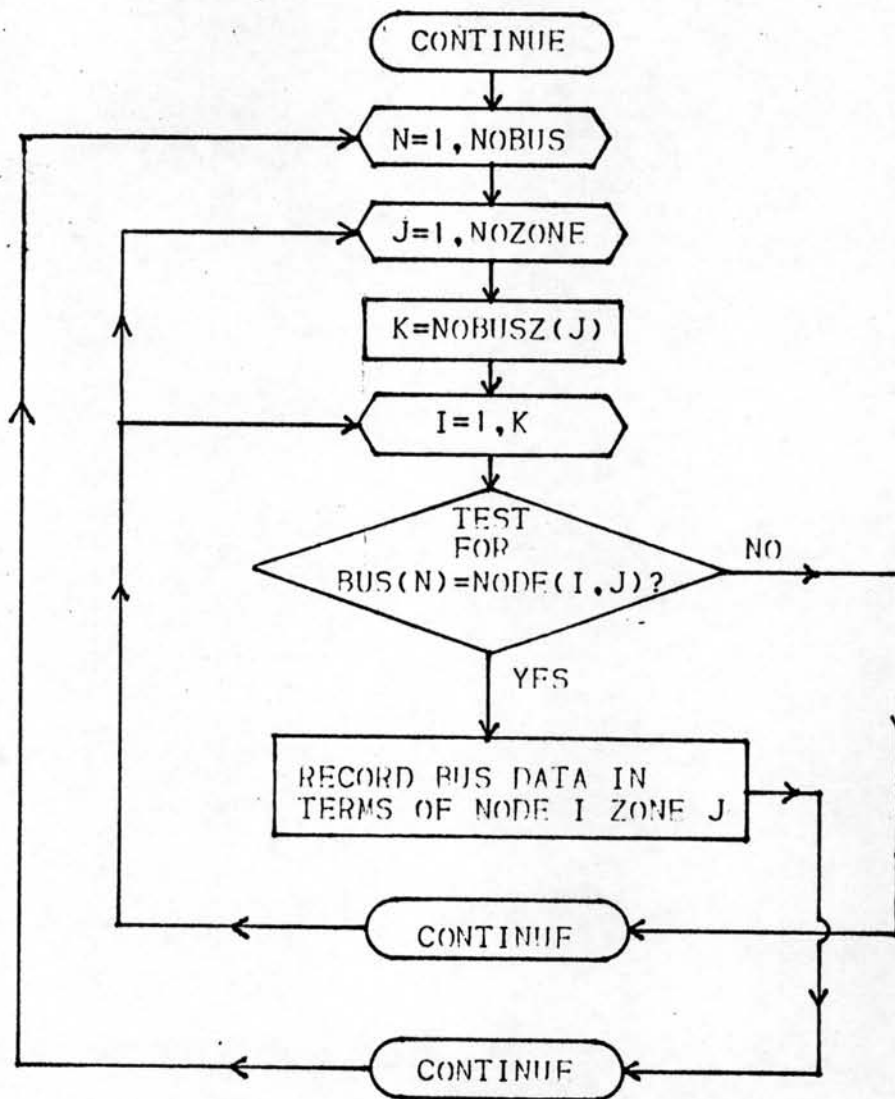 CONTINUE
N=1,NOBUS
J=1,NOZONE
K=NOBUSZ(J)
I=1,K
TEST
FOR
BUS(N)=NODE(I,J)?
NO
YES
RECORD BUS DATA IN
TERMS OF NODE I ZONE J
CONTINUE
CONTINUE